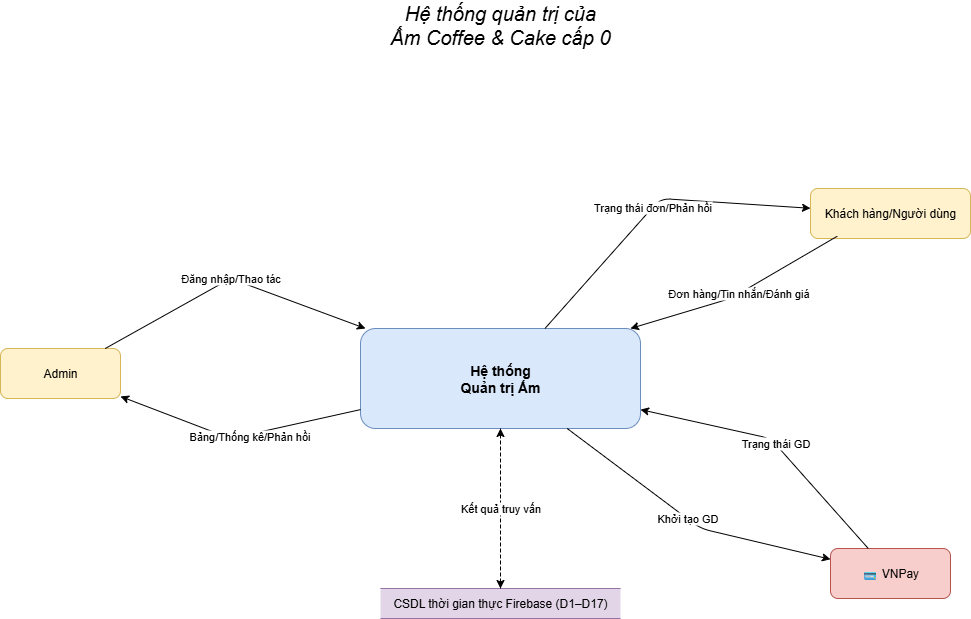 Hệ thống quản trị của
Ấm Coffee & Cake cấp 0
Trạng thái đơn/Phản hồi
Khách hàng/Người dùng
Đăng nhập/Thao tác
Đơn hàng/Tin nhắn/Đánh giá
Admin
Hệ thống
Quản trị Ấm
Bảng/Thống kê/Phản hồi
Trạng thái GD
Kết quả truy vấn
Khởi tạo GD
VNPay
CSDL thời gian thực Firebase (D1–D17)